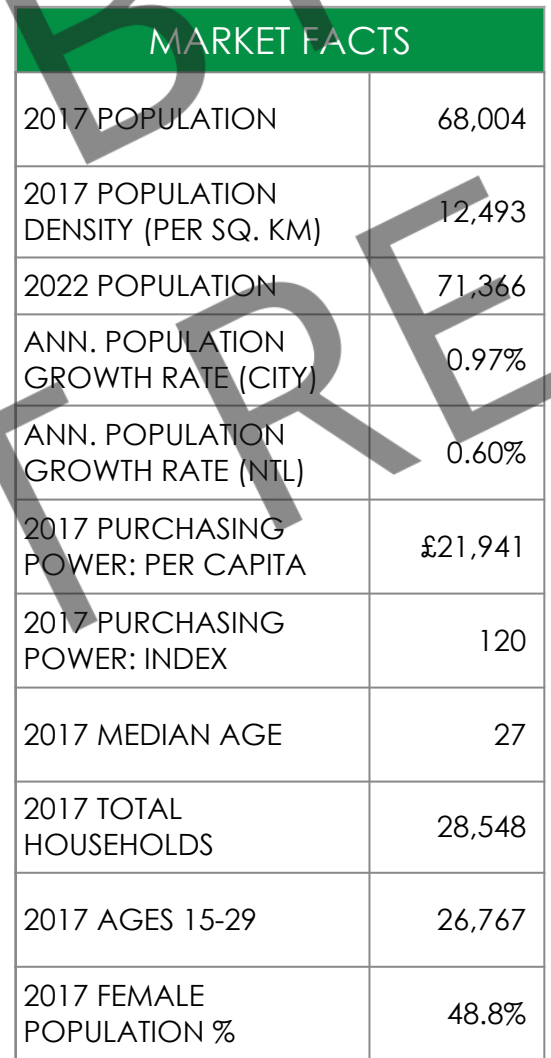 MARKET FACTS
2017 POPULATION 68,004
2017 POPULATION
DENSITY (PER SQ. KM) 12,493
2022 POPULATION 71,366
ANN. POPULATION
GROWTH RATE (CITY) 0.97%
ANN. POPULATION
GROWTH RATE (NTL) 0.60%
2017 PURCHASING
POWER: PER CAPITA £21,941
2017 PURCHASING
POWER: INDEX 120
2017 MEDIAN AGE 27
2017 TOTAL
HOUSEHOLDS 28,548
2017 AGES 15-29 26,767
2017 FEMALE
POPULATION % 48.8%